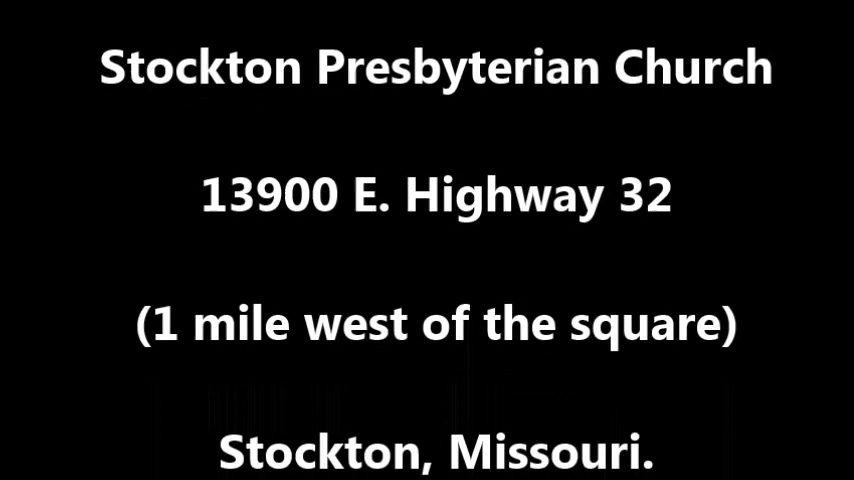 Stockton Presbyterian Church
13900 E. Highway 32
(1 mile west of the square)
Stockton, Missouri.